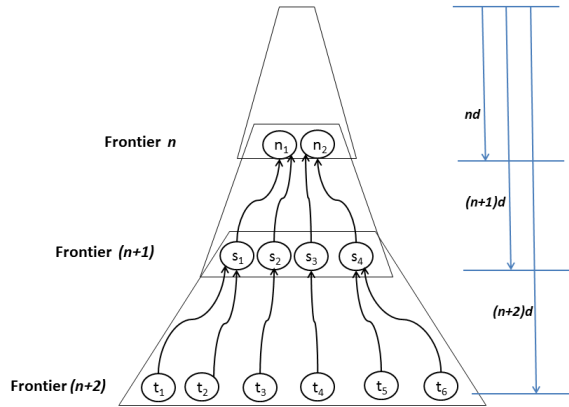 nd
Frontier n
n1 n2
(n+1)d
Frontier (n+1)
s1 s2 s3 s4
(n+2)d
Frontier (n+2)
t1 t2 t3 t4 t5 t6